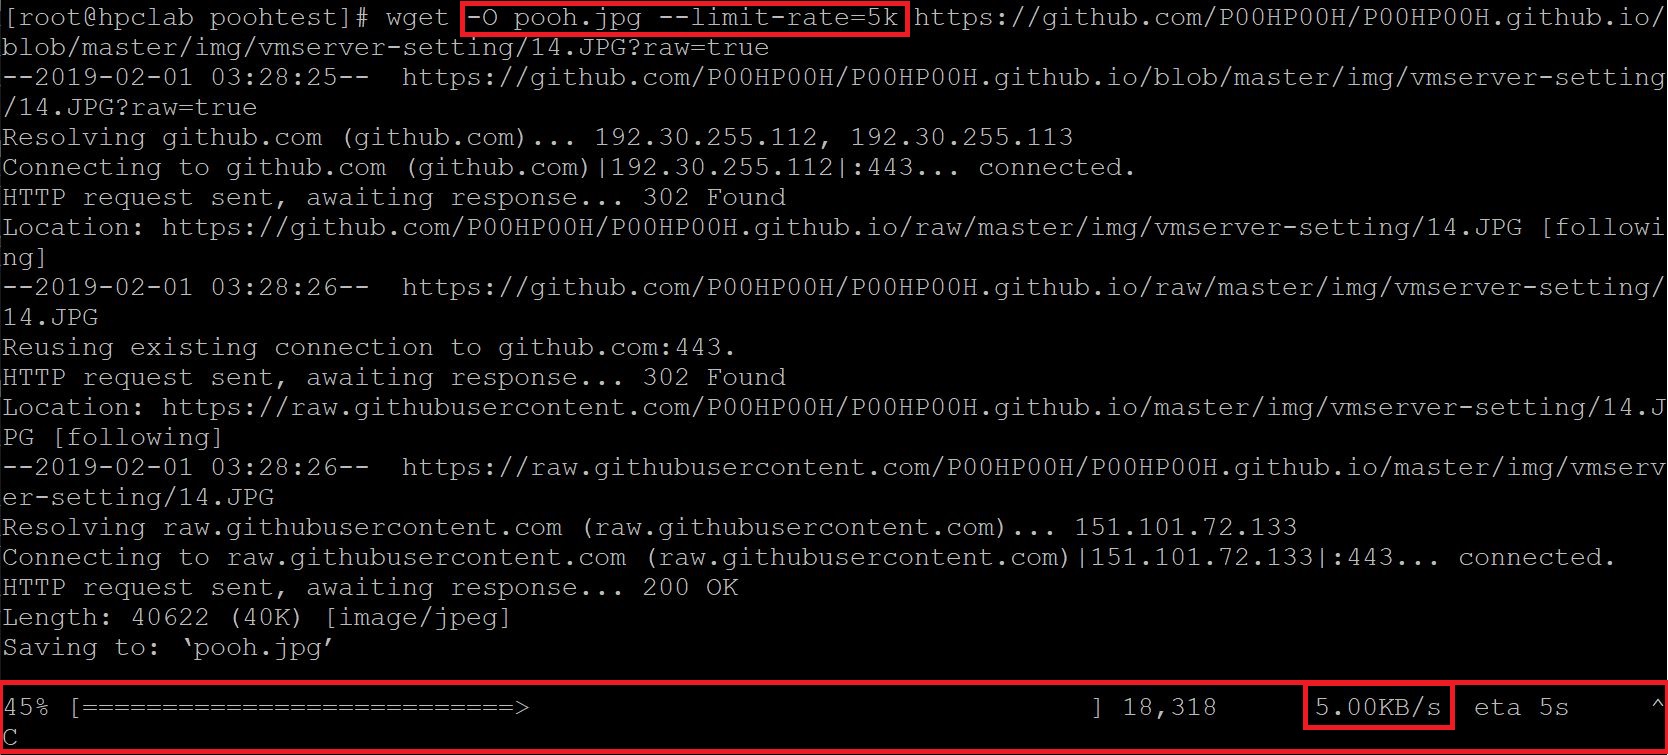 [root@hpclab poohtest]# wget -O pooh.jpg --limit-rate=5k https://github.com/P00HP00H/P00HP00H.github.io/
blob/master/img/vmserver-setting/14.JPG?raw=true
--2019-02-01 03:28:25--  https://github.com/P00HP00H/P00HP00H.github.io/blob/master/img/vmserver-setting
/14.JPG?raw=true
Resolving github.com (github.com)... 192.30.255.112, 192.30.255.113
Connecting to github.com (github.com)|192.30.255.112|:443... connected.
HTTP request sent, awaiting response... 302 Found
Location: https://github.com/P00HP00H/P00HP00H.github.io/raw/master/img/vmserver-setting/14.JPG [followi
ng]
--2019-02-01 03:28:26--  https://github.com/P00HP00H/P00HP00H.github.io/raw/master/img/vmserver-setting/
14.JPG
Reusing existing connection to github.com:443.
HTTP request sent, awaiting response... 302 Found
Location: https://raw.githubusercontent.com/P00HP00H/P00HP00H.github.io/master/img/vmserver-setting/14.J
PG [following]
--2019-02-01 03:28:26--  https://raw.githubusercontent.com/P00HP00H/P00HP00H.github.io/master/img/vmserv
er-setting/14.JPG
Resolving raw.githubusercontent.com (raw.githubusercontent.com)... 151.101.72.133
Connecting to raw.githubusercontent.com (raw.githubusercontent.com)|151.101.72.133|:443... connected.
HTTP request sent, awaiting response... 200 OK
Length: 40622 (40K) [image/jpeg]
Saving to: ‘pooh.jpg’
45% [===========================>                                   ] 18,318      5.00KB/s  eta 5s     ^
C